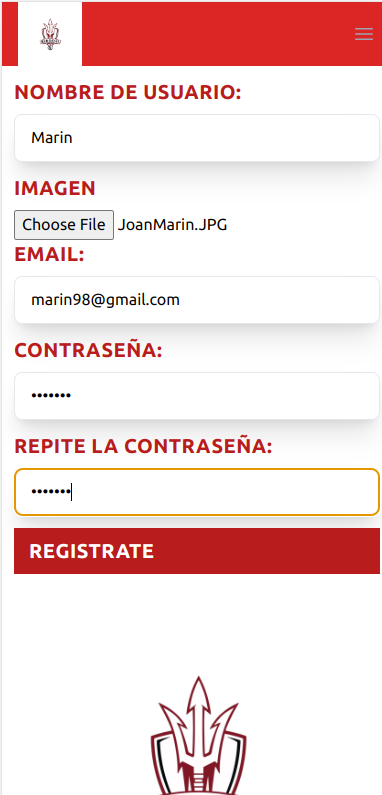 NOMBRE DE USUARIO:
Marin
IMAGEN
Choose File JoanMarin.JPG
EMAIL:
marin98@gmail.com
CONTRASEÑA:
•••••••
REPITE LA CONTRASEÑA:
•••••••
REGISTRATE